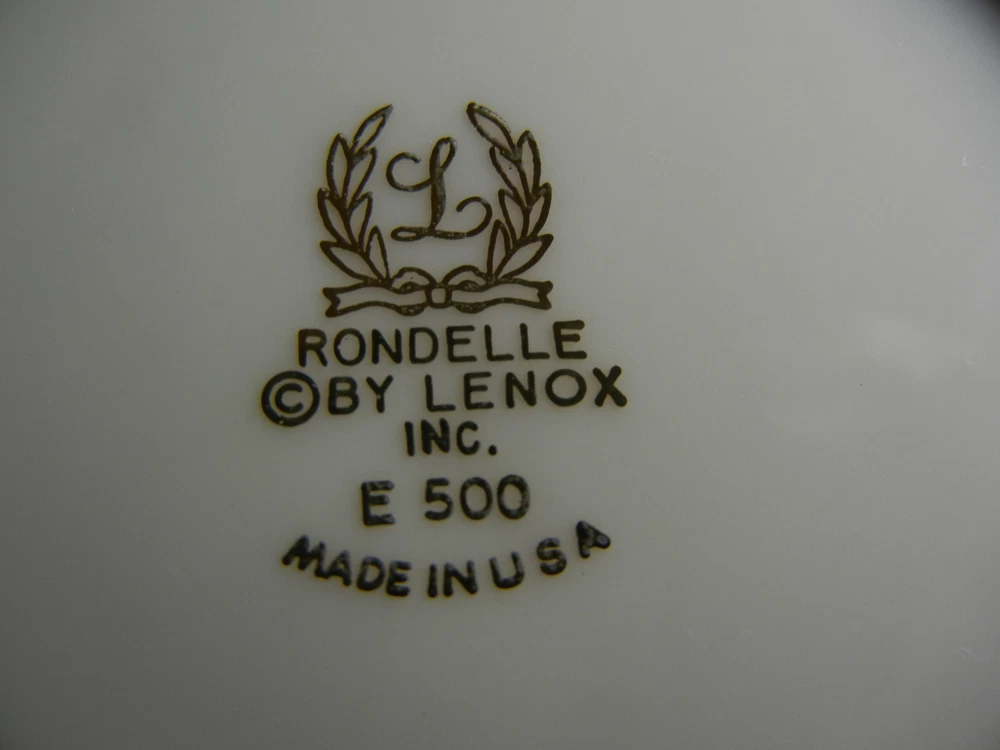 L
RONDELLE
© BY LENOX
INC.
E 500
MADE IN USA